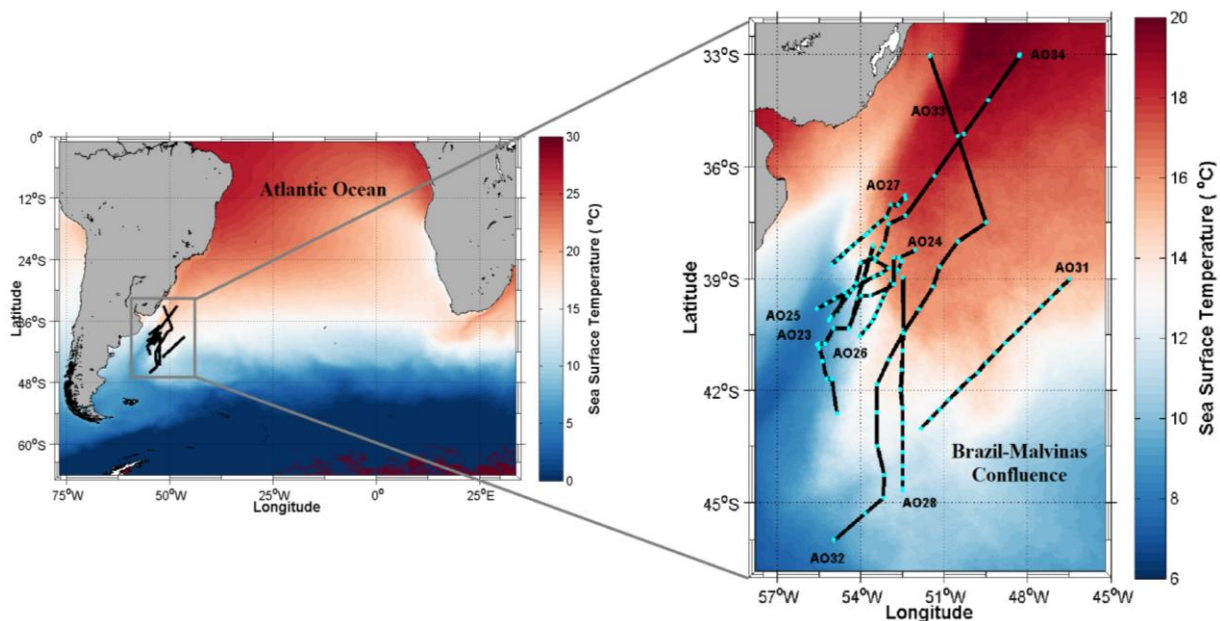 0°
12°S
24°S
36°S
48°S
60°S
Latitude
75°W
50°W
25°W
0°
25°E
Longitude
Atlantic Ocean
30
25
20
15
10
5
0
Sea Surface Temperature (°C)
33°S
36°S
39°S
42°S
45°S
Latitude
57°W
54°W
51°W
48°W
45°W
Longitude
AO34
AO33
AO27
AO24
AO31
AO25
AO23
AO26
Brazil-Malvinas
Confluence
AO28
AO32
20
18
16
14
12
10
8
6
Sea Surface Temperature (°C)